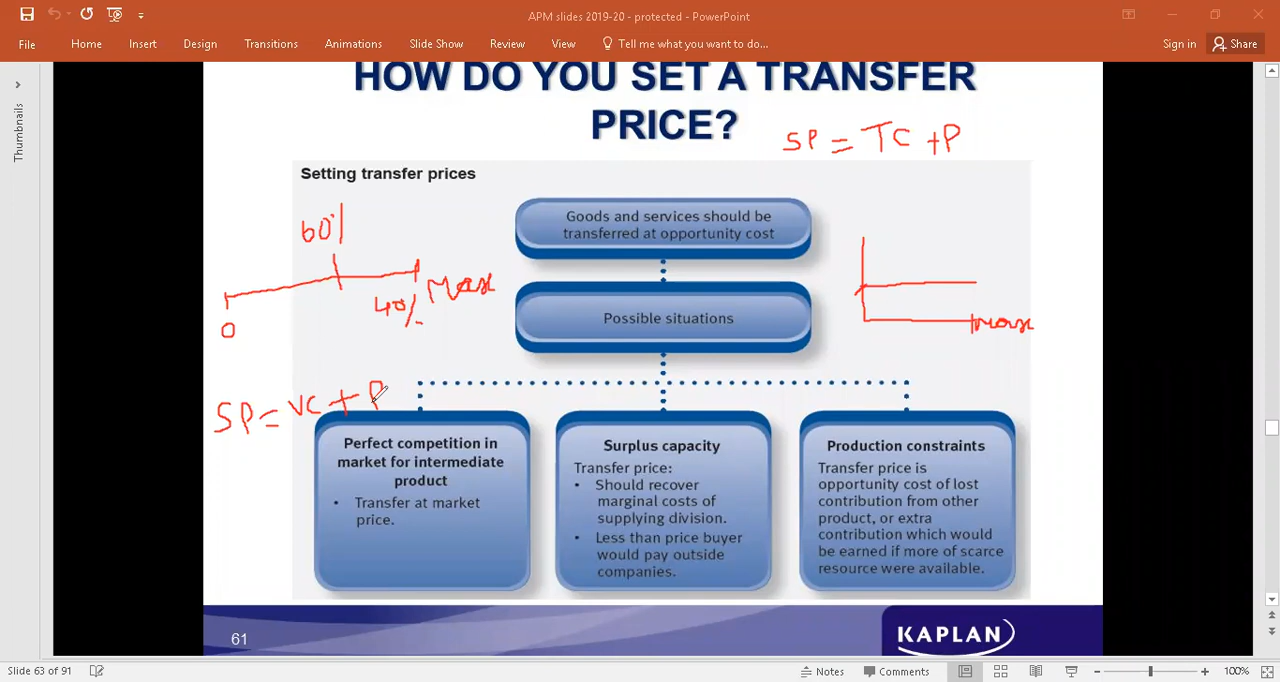 APM slides 2019-20 - protected - PowerPoint
File Home Insert Design Transitions Animations Slide Show Review View Tell me what you want to do... Sign in Share
Thumbnails
HOW DO YOU SET A TRANSFER
PRICE?
SP = TC + P
Setting transfer prices
Goods and services should be
transferred at opportunity cost
60%
40%
Max
0
max
Possible situations
SP = VC + P
Perfect competition in
market for intermediate
product
• Transfer at market
price.
Surplus capacity
Transfer price:
• Should recover
marginal costs of
supplying division.
• Less than price buyer
would pay outside
companies.
Production constraints
Transfer price is
opportunity cost of lost
contribution from other
product, or extra
contribution which would
be earned if more of scarce
resource were available.
61
KAPLAN
Slide 63 of 91 Notes Comments 100%